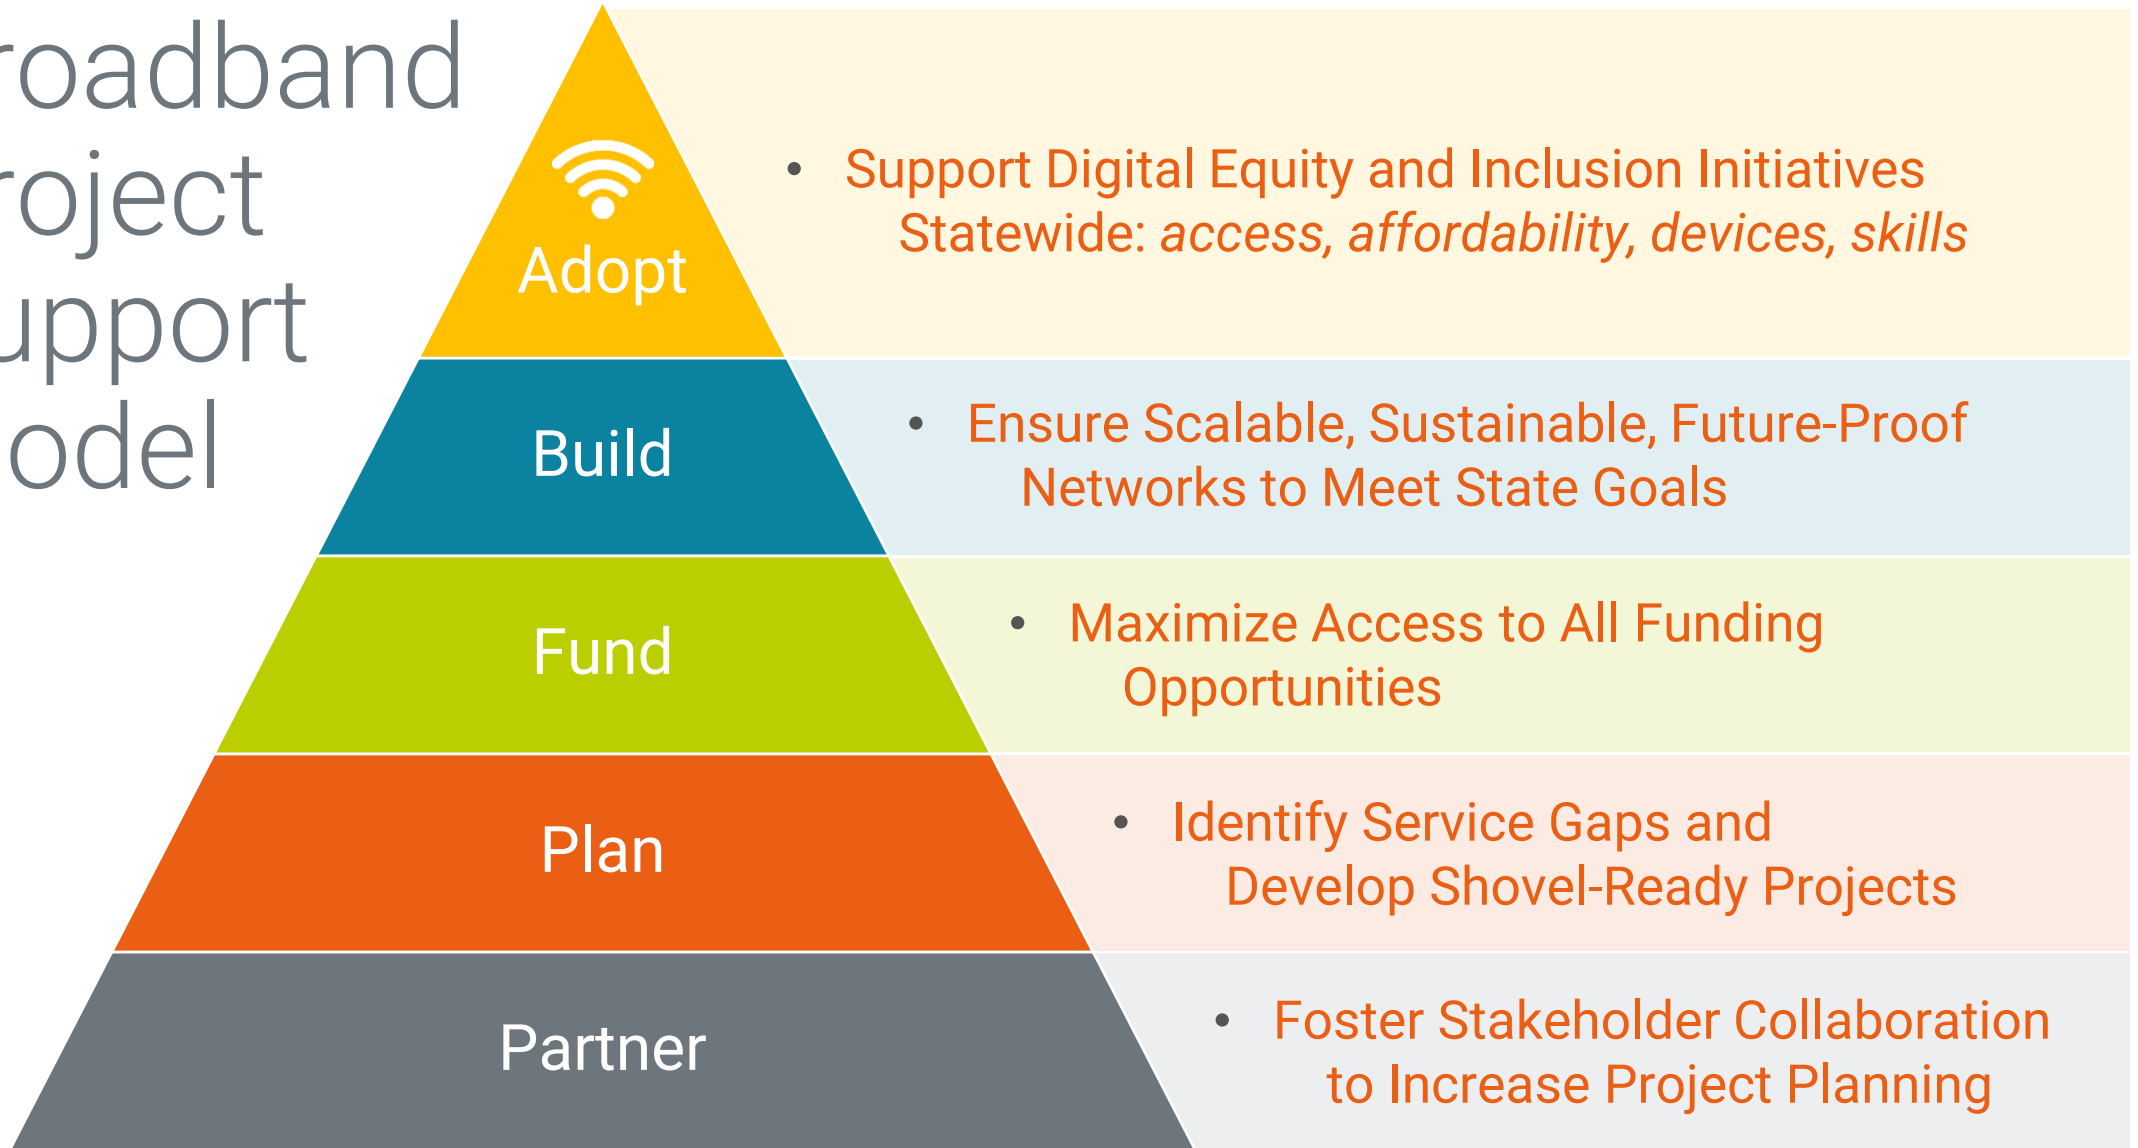 roadband
roject
upport
odel
Adopt
• Support Digital Equity and Inclusion Initiatives
Statewide: access, affordability, devices, skills
Build
• Ensure Scalable, Sustainable, Future-Proof
Networks to Meet State Goals
Fund
• Maximize Access to All Funding
Opportunities
Plan
• Identify Service Gaps and
Develop Shovel-Ready Projects
Partner
• Foster Stakeholder Collaboration
to Increase Project Planning